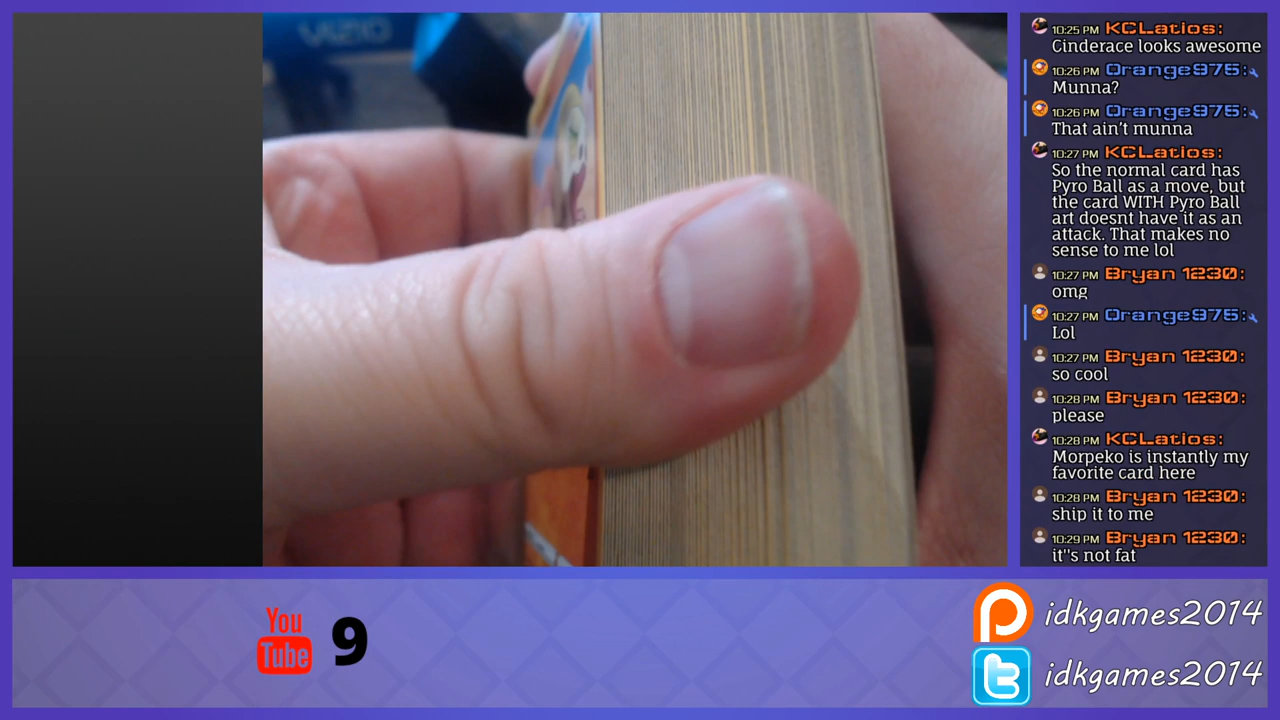 VIZIO
10:25 PM KCLatios:
Cinderace looks awesome
10:26 PM Orange975:
Munna?
10:26 PM Orange975:
That ain't munna
10:27 PM KCLatios:
So the normal card has
Pyro Ball as a move, but
the card WITH Pyro Ball
art doesnt have it as an
attack. That makes no
sense to me lol
10:27 PM Bryan 1230:
omg
10:27 PM Orange975:
Lol
10:27 PM Bryan 1230:
so cool
10:28 PM Bryan 1230:
please
10:28 PM KCLatios:
Morpeko is instantly my
favorite card here
10:28 PM Bryan 1230:
ship it to me
10:29 PM Bryan 1230:
it"s not fat
You
Tube 9
idkgames2014
idkgames2014